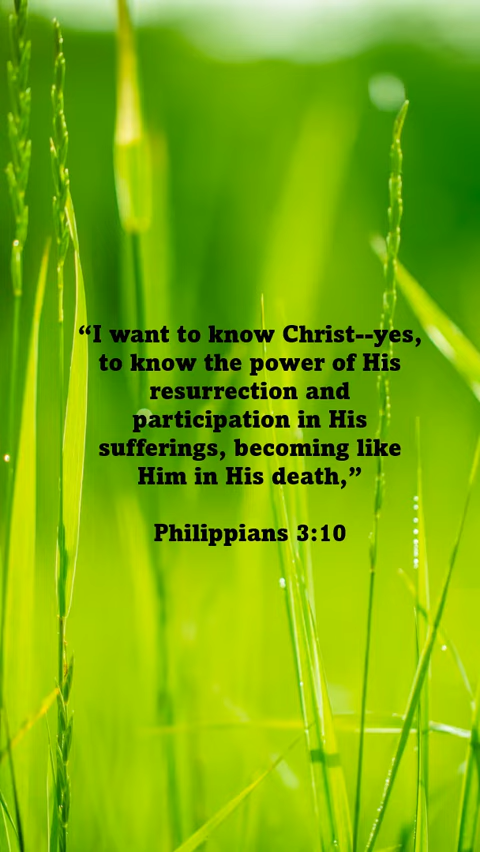 “I want to know Christ--yes,
to know the power of His
resurrection and
participation in His
sufferings, becoming like
Him in His death,”
Philippians 3:10